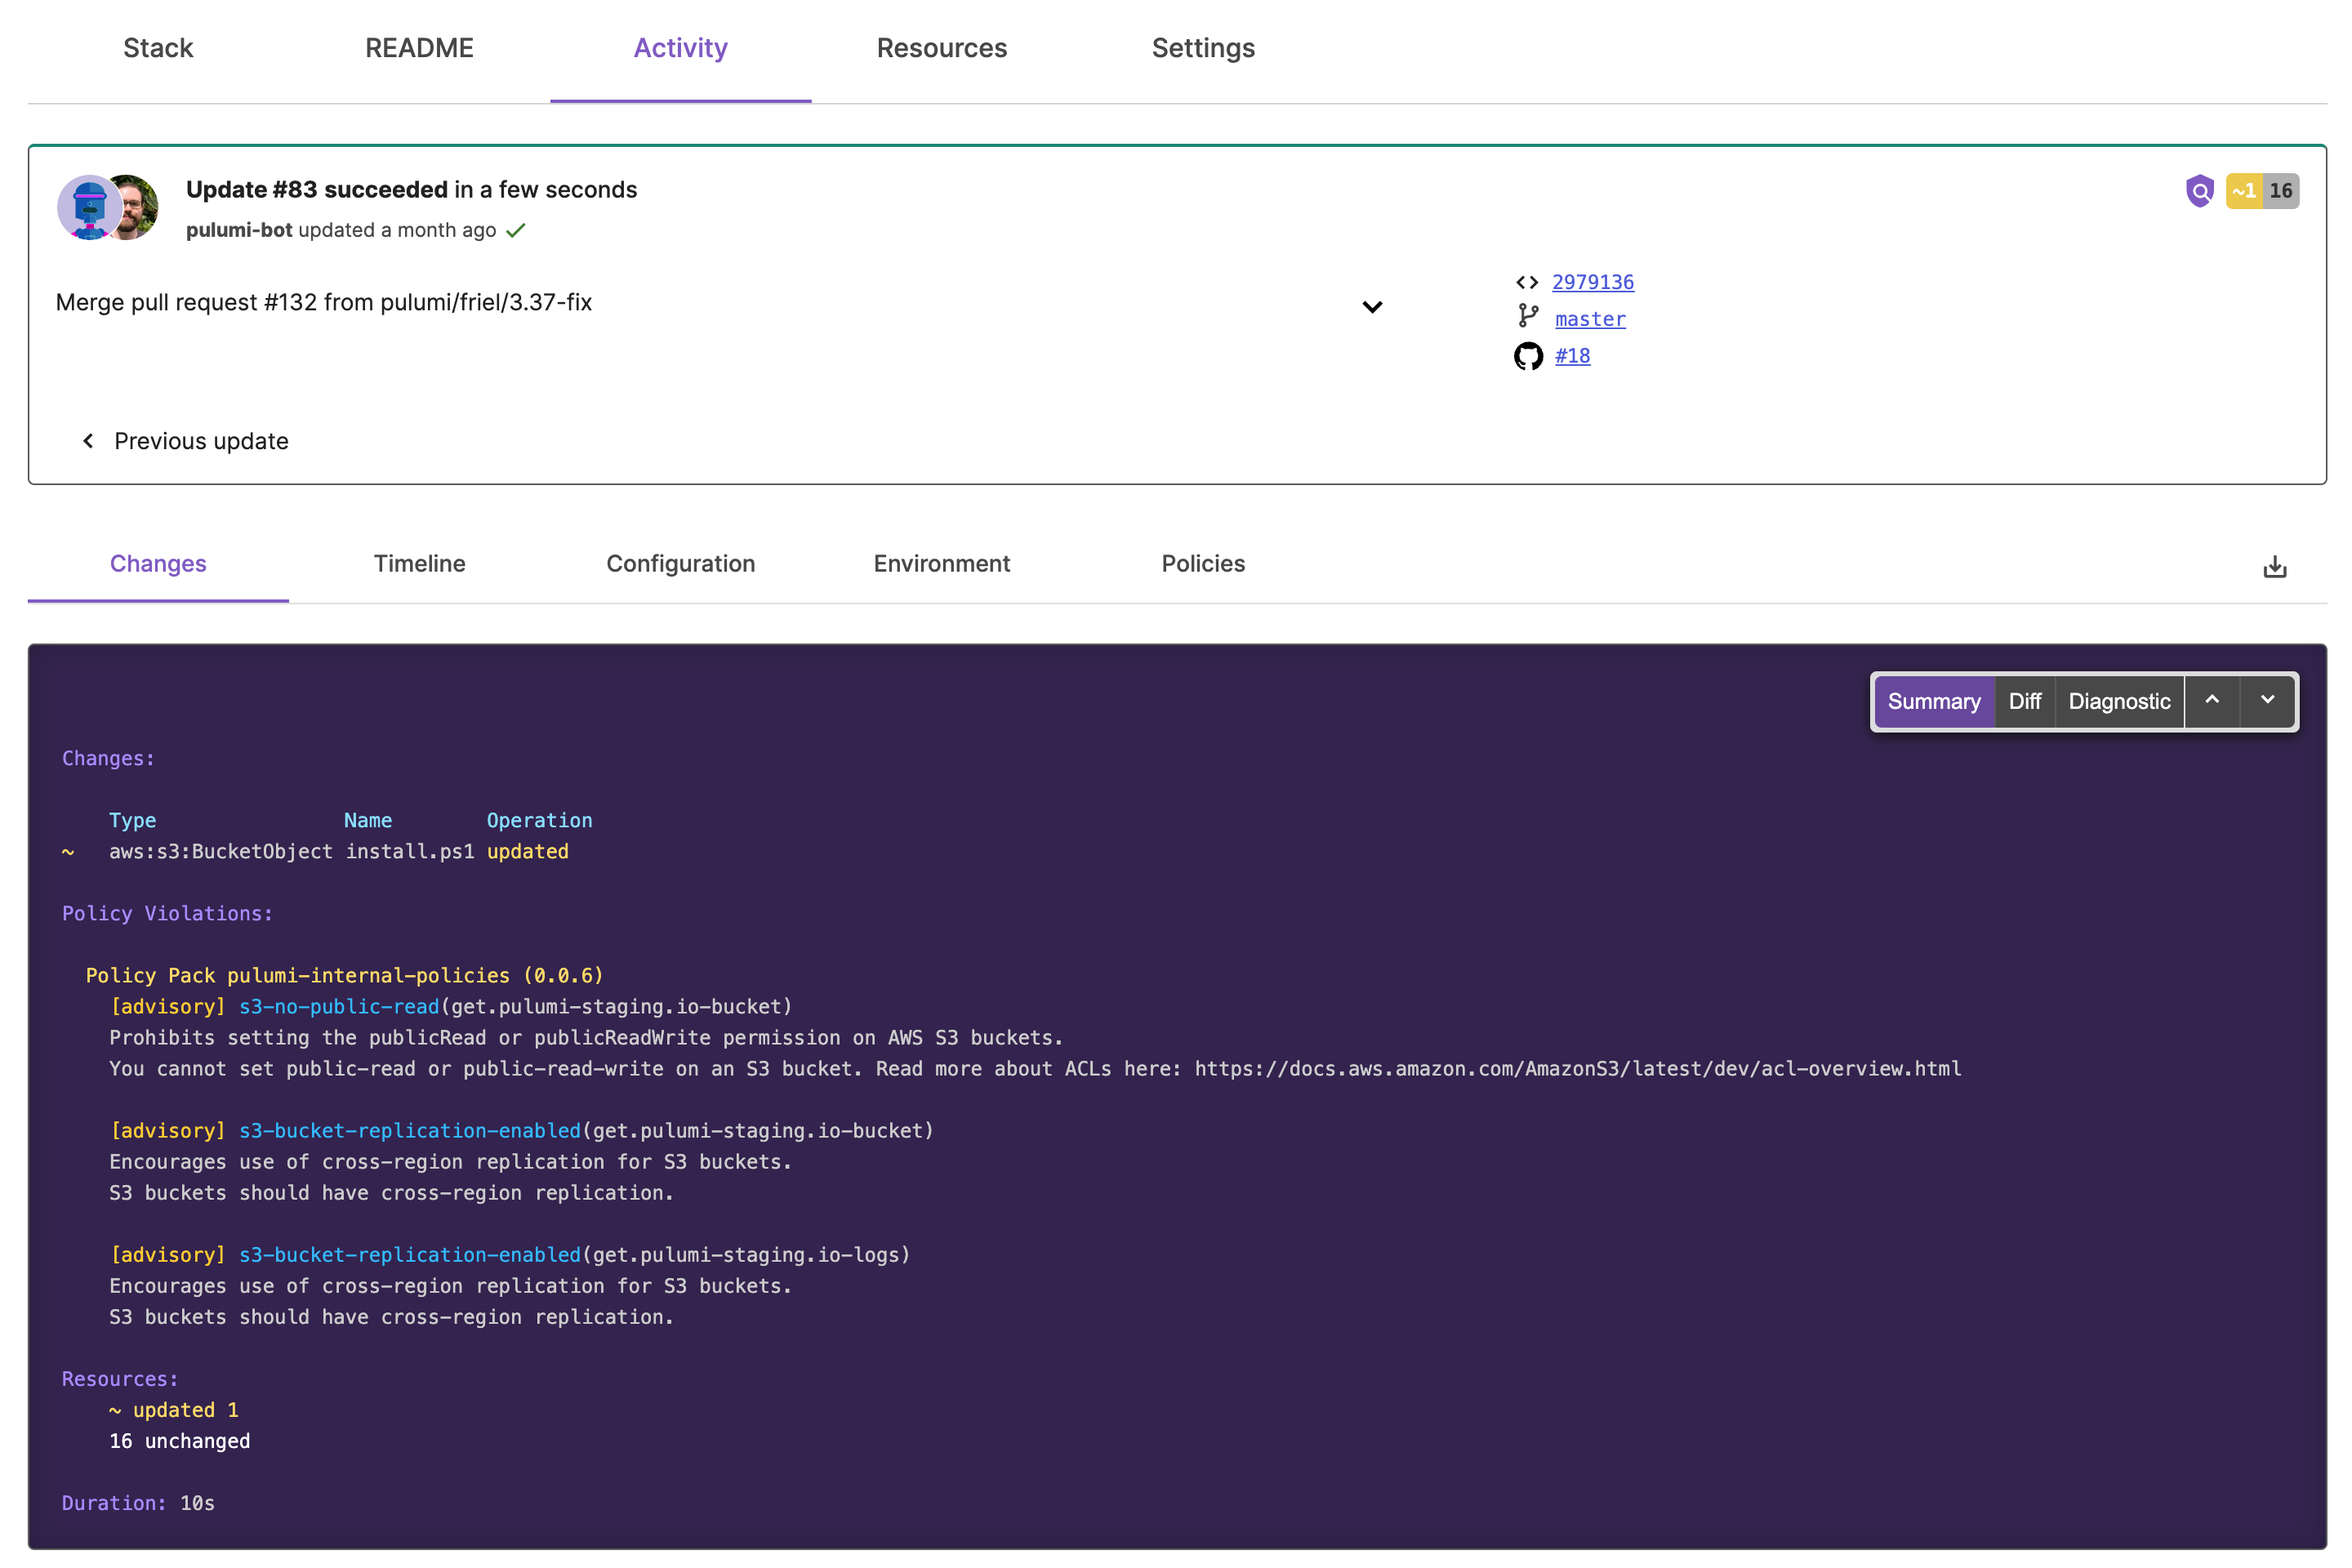 Stack README Activity Resources Settings
Update #83 succeeded in a few seconds
~1 16
pulumi-bot updated a month ago
Merge pull request #132 from pulumi/friel/3.37-fix
2979136
master
#18
Previous update
Changes Timeline Configuration Environment Policies
Summary Diff Diagnostic
Changes:
Type Name Operation
~ aws:s3:BucketObject install.ps1 updated
Policy Violations:
Policy Pack pulumi-internal-policies (0.0.6)
[advisory] s3-no-public-read(get.pulumi-staging.io-bucket)
Prohibits setting the publicRead or publicReadWrite permission on AWS S3 buckets.
You cannot set public-read or public-read-write on an S3 bucket. Read more about ACLs here: https://docs.aws.amazon.com/AmazonS3/latest/dev/acl-overview.html
[advisory] s3-bucket-replication-enabled(get.pulumi-staging.io-bucket)
Encourages use of cross-region replication for S3 buckets.
S3 buckets should have cross-region replication.
[advisory] s3-bucket-replication-enabled(get.pulumi-staging.io-logs)
Encourages use of cross-region replication for S3 buckets.
S3 buckets should have cross-region replication.
Resources:
~ updated 1
16 unchanged
Duration: 10s